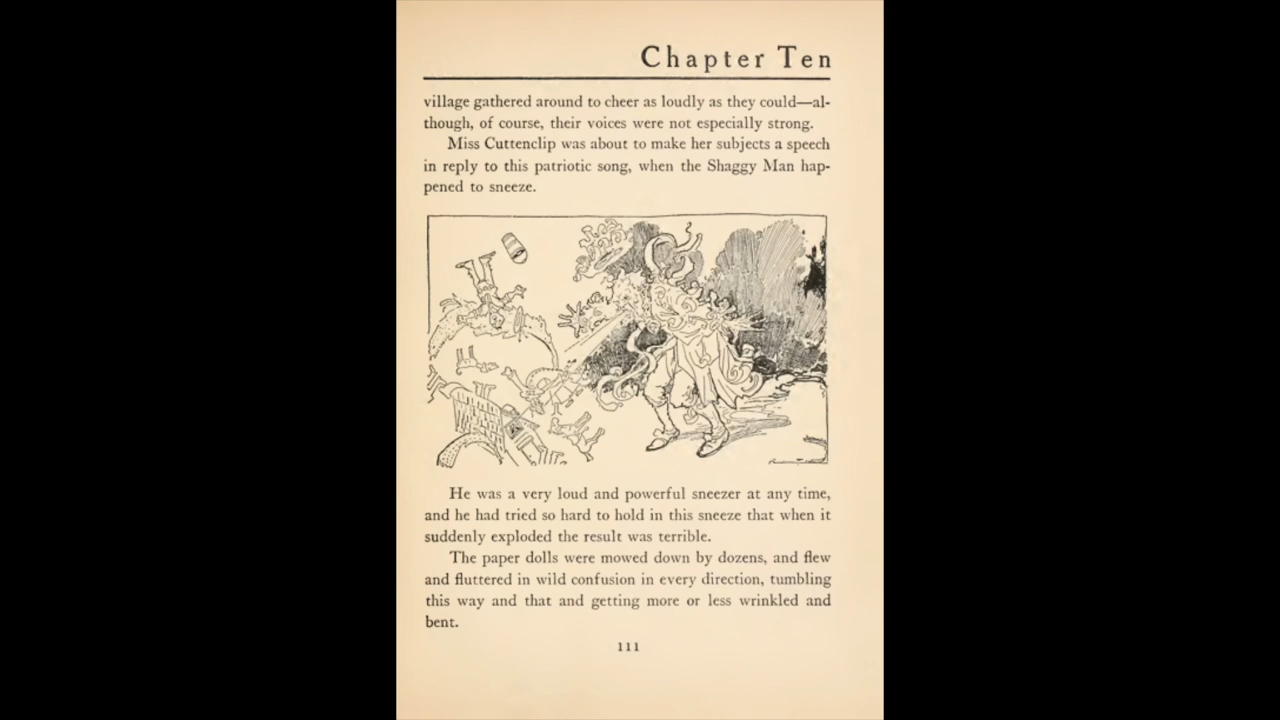 Chapter Ten
village gathered around to cheer as loudly as they could—al-
though, of course, their voices were not especially strong.
Miss Cuttenclip was about to make her subjects a speech
in reply to this patriotic song, when the Shaggy Man hap-
pened to sneeze.
He was a very loud and powerful sneezer at any time,
and he had tried so hard to hold in this sneeze that when it
suddenly exploded the result was terrible.
The paper dolls were mowed down by dozens, and flew
and fluttered in wild confusion in every direction, tumbling
this way and that and getting more or less wrinkled and
bent.
111